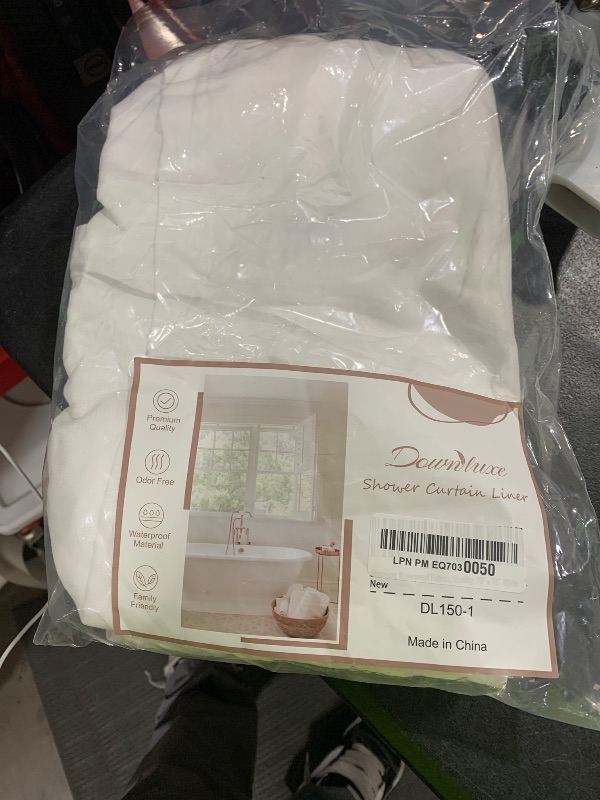 Premium
Quality
Odor Free
Waterproof
Material
Family
Friendly
Downluxe
Shower Curtain Liner
LPN PM EQ7030050
New
DL150-1
Made in China